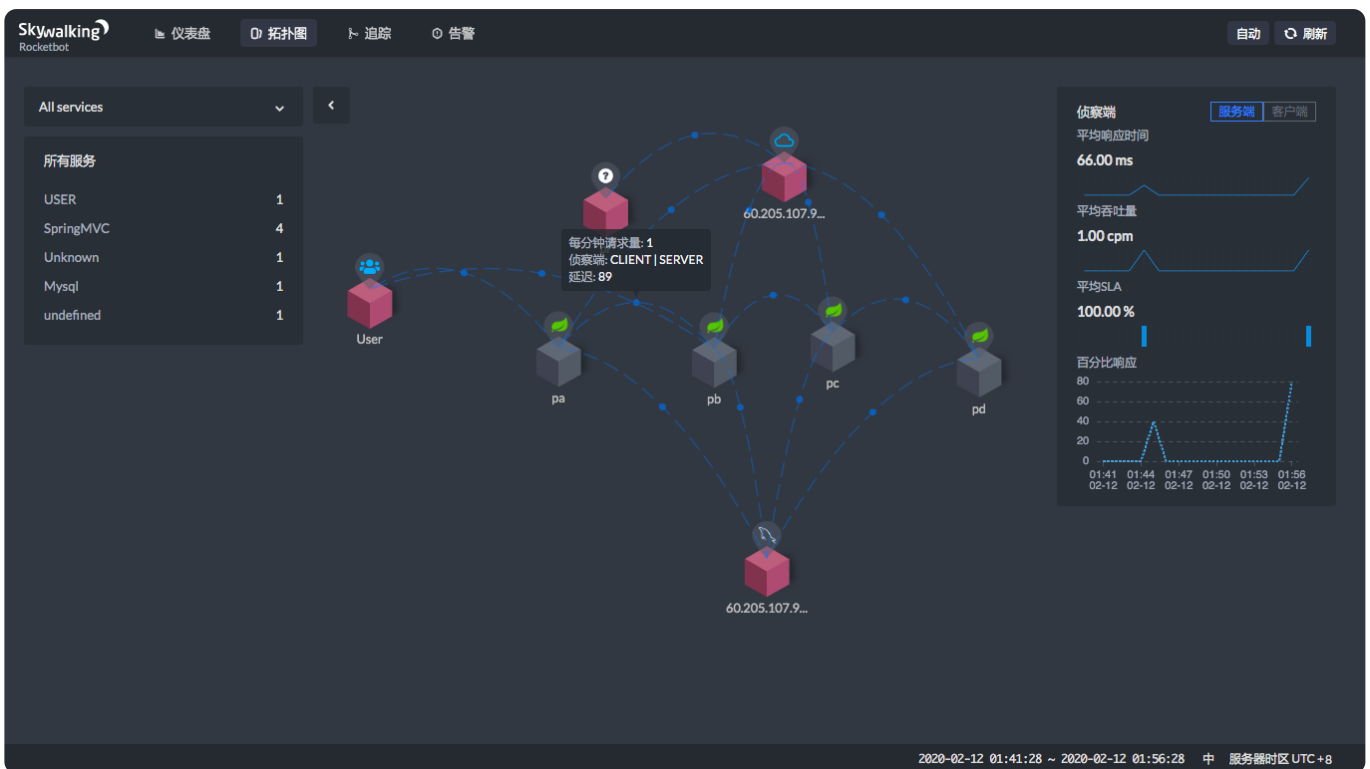 Skywalking
Rocketbot
仪表盘
拓扑图
追踪
告警
自动
刷新
All services
所有服务
USER 1
SpringMVC 4
Unknown 1
Mysql 1
undefined 1
?
60.205.107.9...
每分钟请求量: 1
侦察端: CLIENT | SERVER
延迟: 89
User
pa
pb
pc
pd
60.205.107.9...
侦察端 服务端 客户端
平均响应时间
66.00 ms
平均吞吐量
1.00 cpm
平均SLA
100.00 %
百分比响应
80
60
40
20
0
01:41 01:44 01:47 01:50 01:53 01:56
02-12 02-12 02-12 02-12 02-12 02-12
2020-02-12 01:41:28 ~ 2020-02-12 01:56:28 中 服务器时区 UTC +8